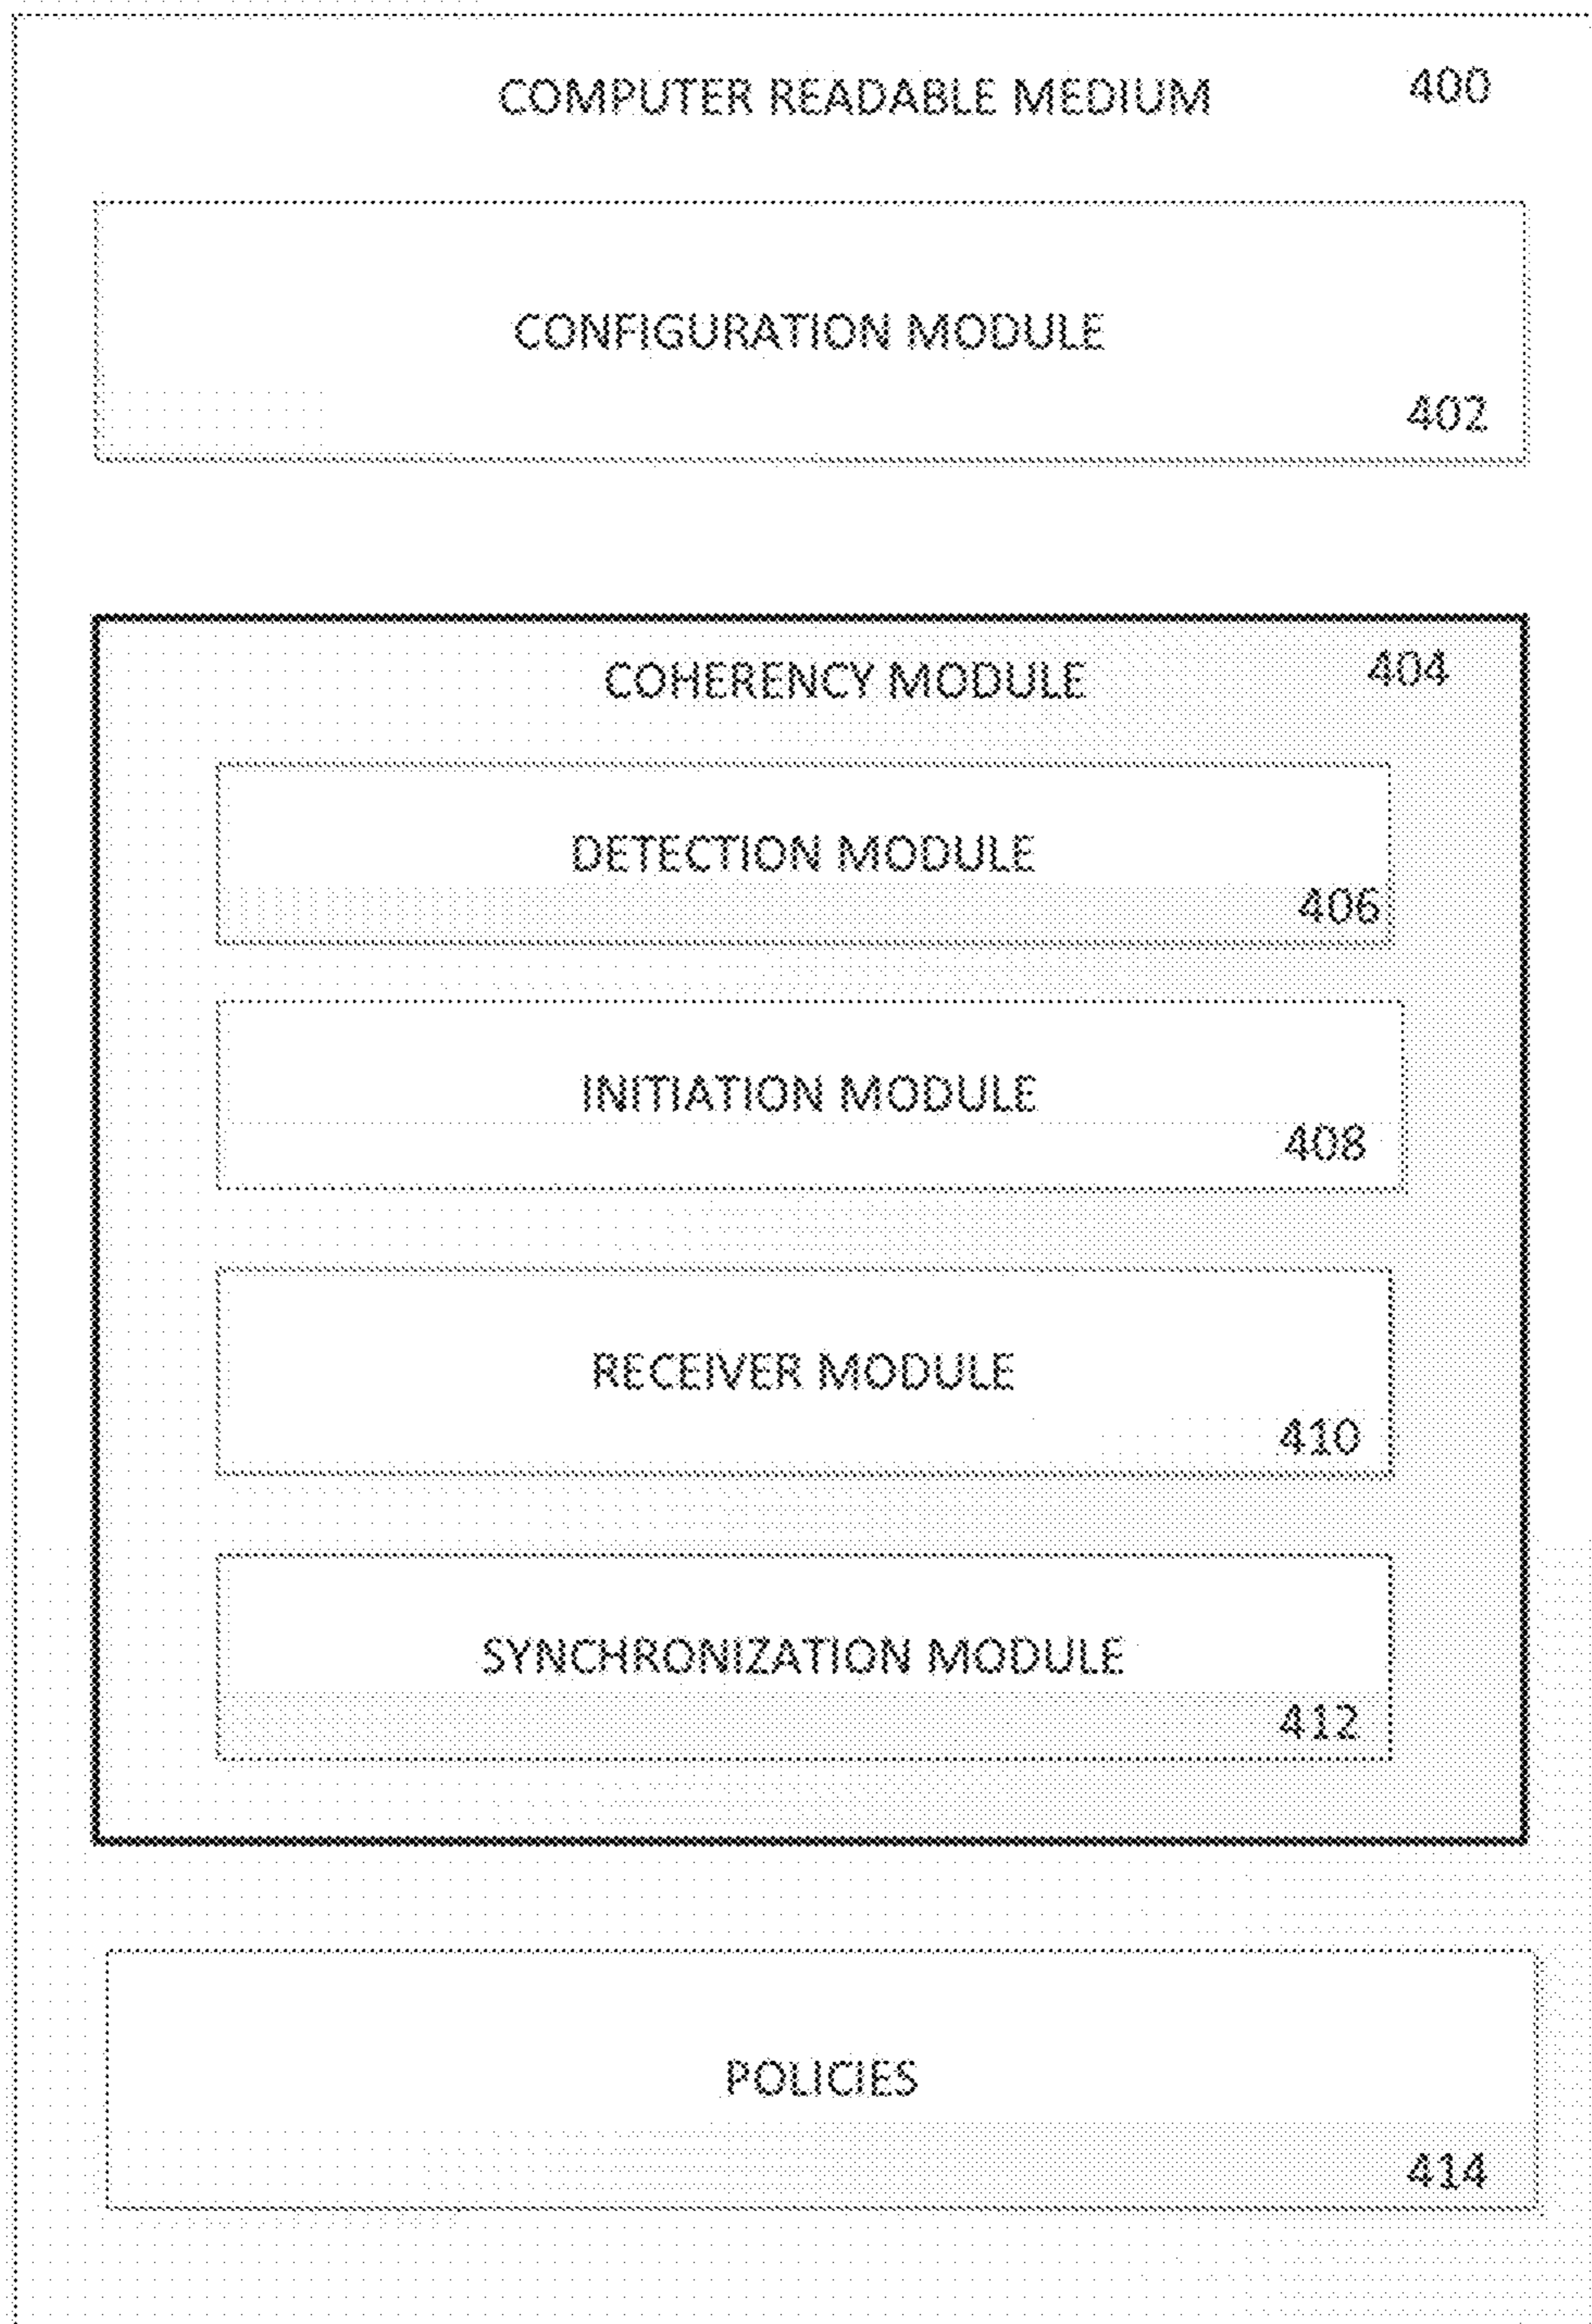 COMPUTER READABLE MEDIUM 400
CONFIGURATION MODULE
402
COHERENCY MODULE 404
DETECTION MODULE
406
INITIATION MODULE
408
RECEIVER MODULE
410
SYNCHRONIZATION MODULE
412
POLICIES
414